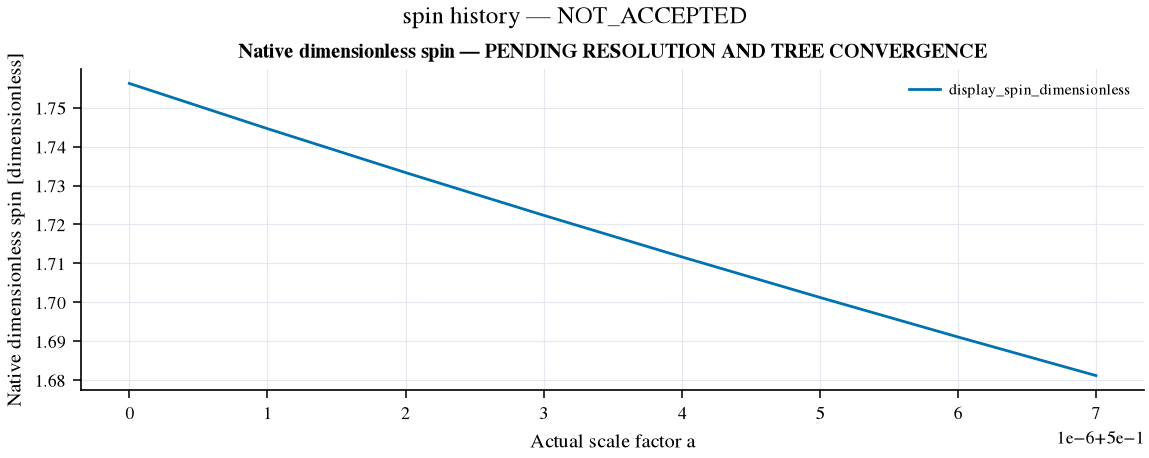 spin history — NOT_ACCEPTED
Native dimensionless spin — PENDING RESOLUTION AND TREE CONVERGENCE
Native dimensionless spin [dimensionless]
display_spin_dimensionless
1.75
1.74
1.73
1.72
1.71
1.70
1.69
1.68
0 1 2 3 4 5 6 7
1e−6+5e−1
Actual scale factor a